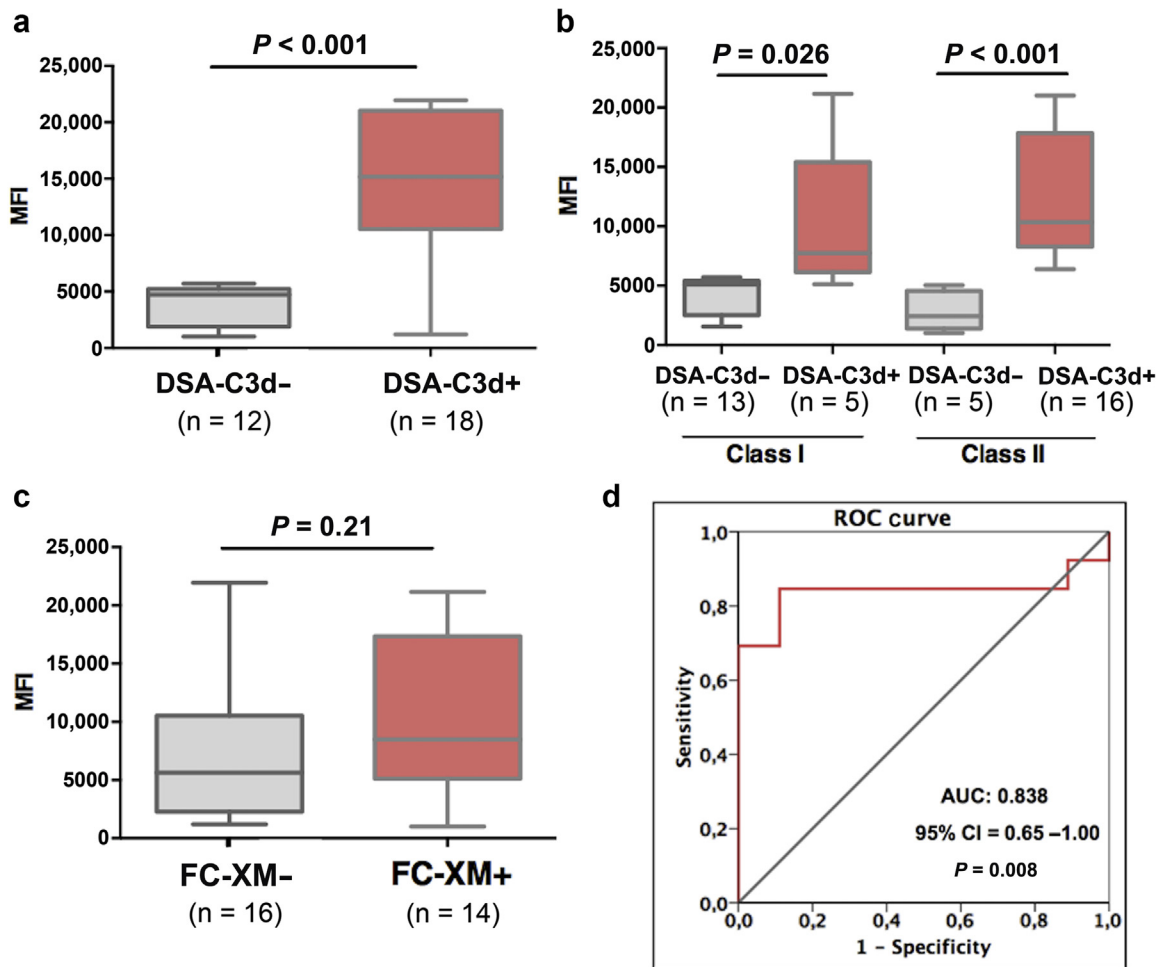 a
P < 0.001
25,000
20,000
15,000
10,000
5000
0
MFI
DSA-C3d–
(n = 12)
DSA-C3d+
(n = 18)
b
P = 0.026
P < 0.001
25,000
20,000
15,000
10,000
5000
0
MFI
DSA-C3d– DSA-C3d+ DSA-C3d– DSA-C3d+
(n = 13) (n = 5) (n = 5) (n = 16)
Class I Class II
c
P = 0.21
25,000
20,000
15,000
10,000
5000
0
MFI
FC-XM–
(n = 16)
FC-XM+
(n = 14)
d
ROC curve
1,0
0,8
0,6
0,4
0,2
0,0
Sensitivity
AUC: 0.838
95% CI = 0.65 –1.00
P = 0.008
0,0 0,2 0,4 0,6 0,8 1,0
1 – Specificity